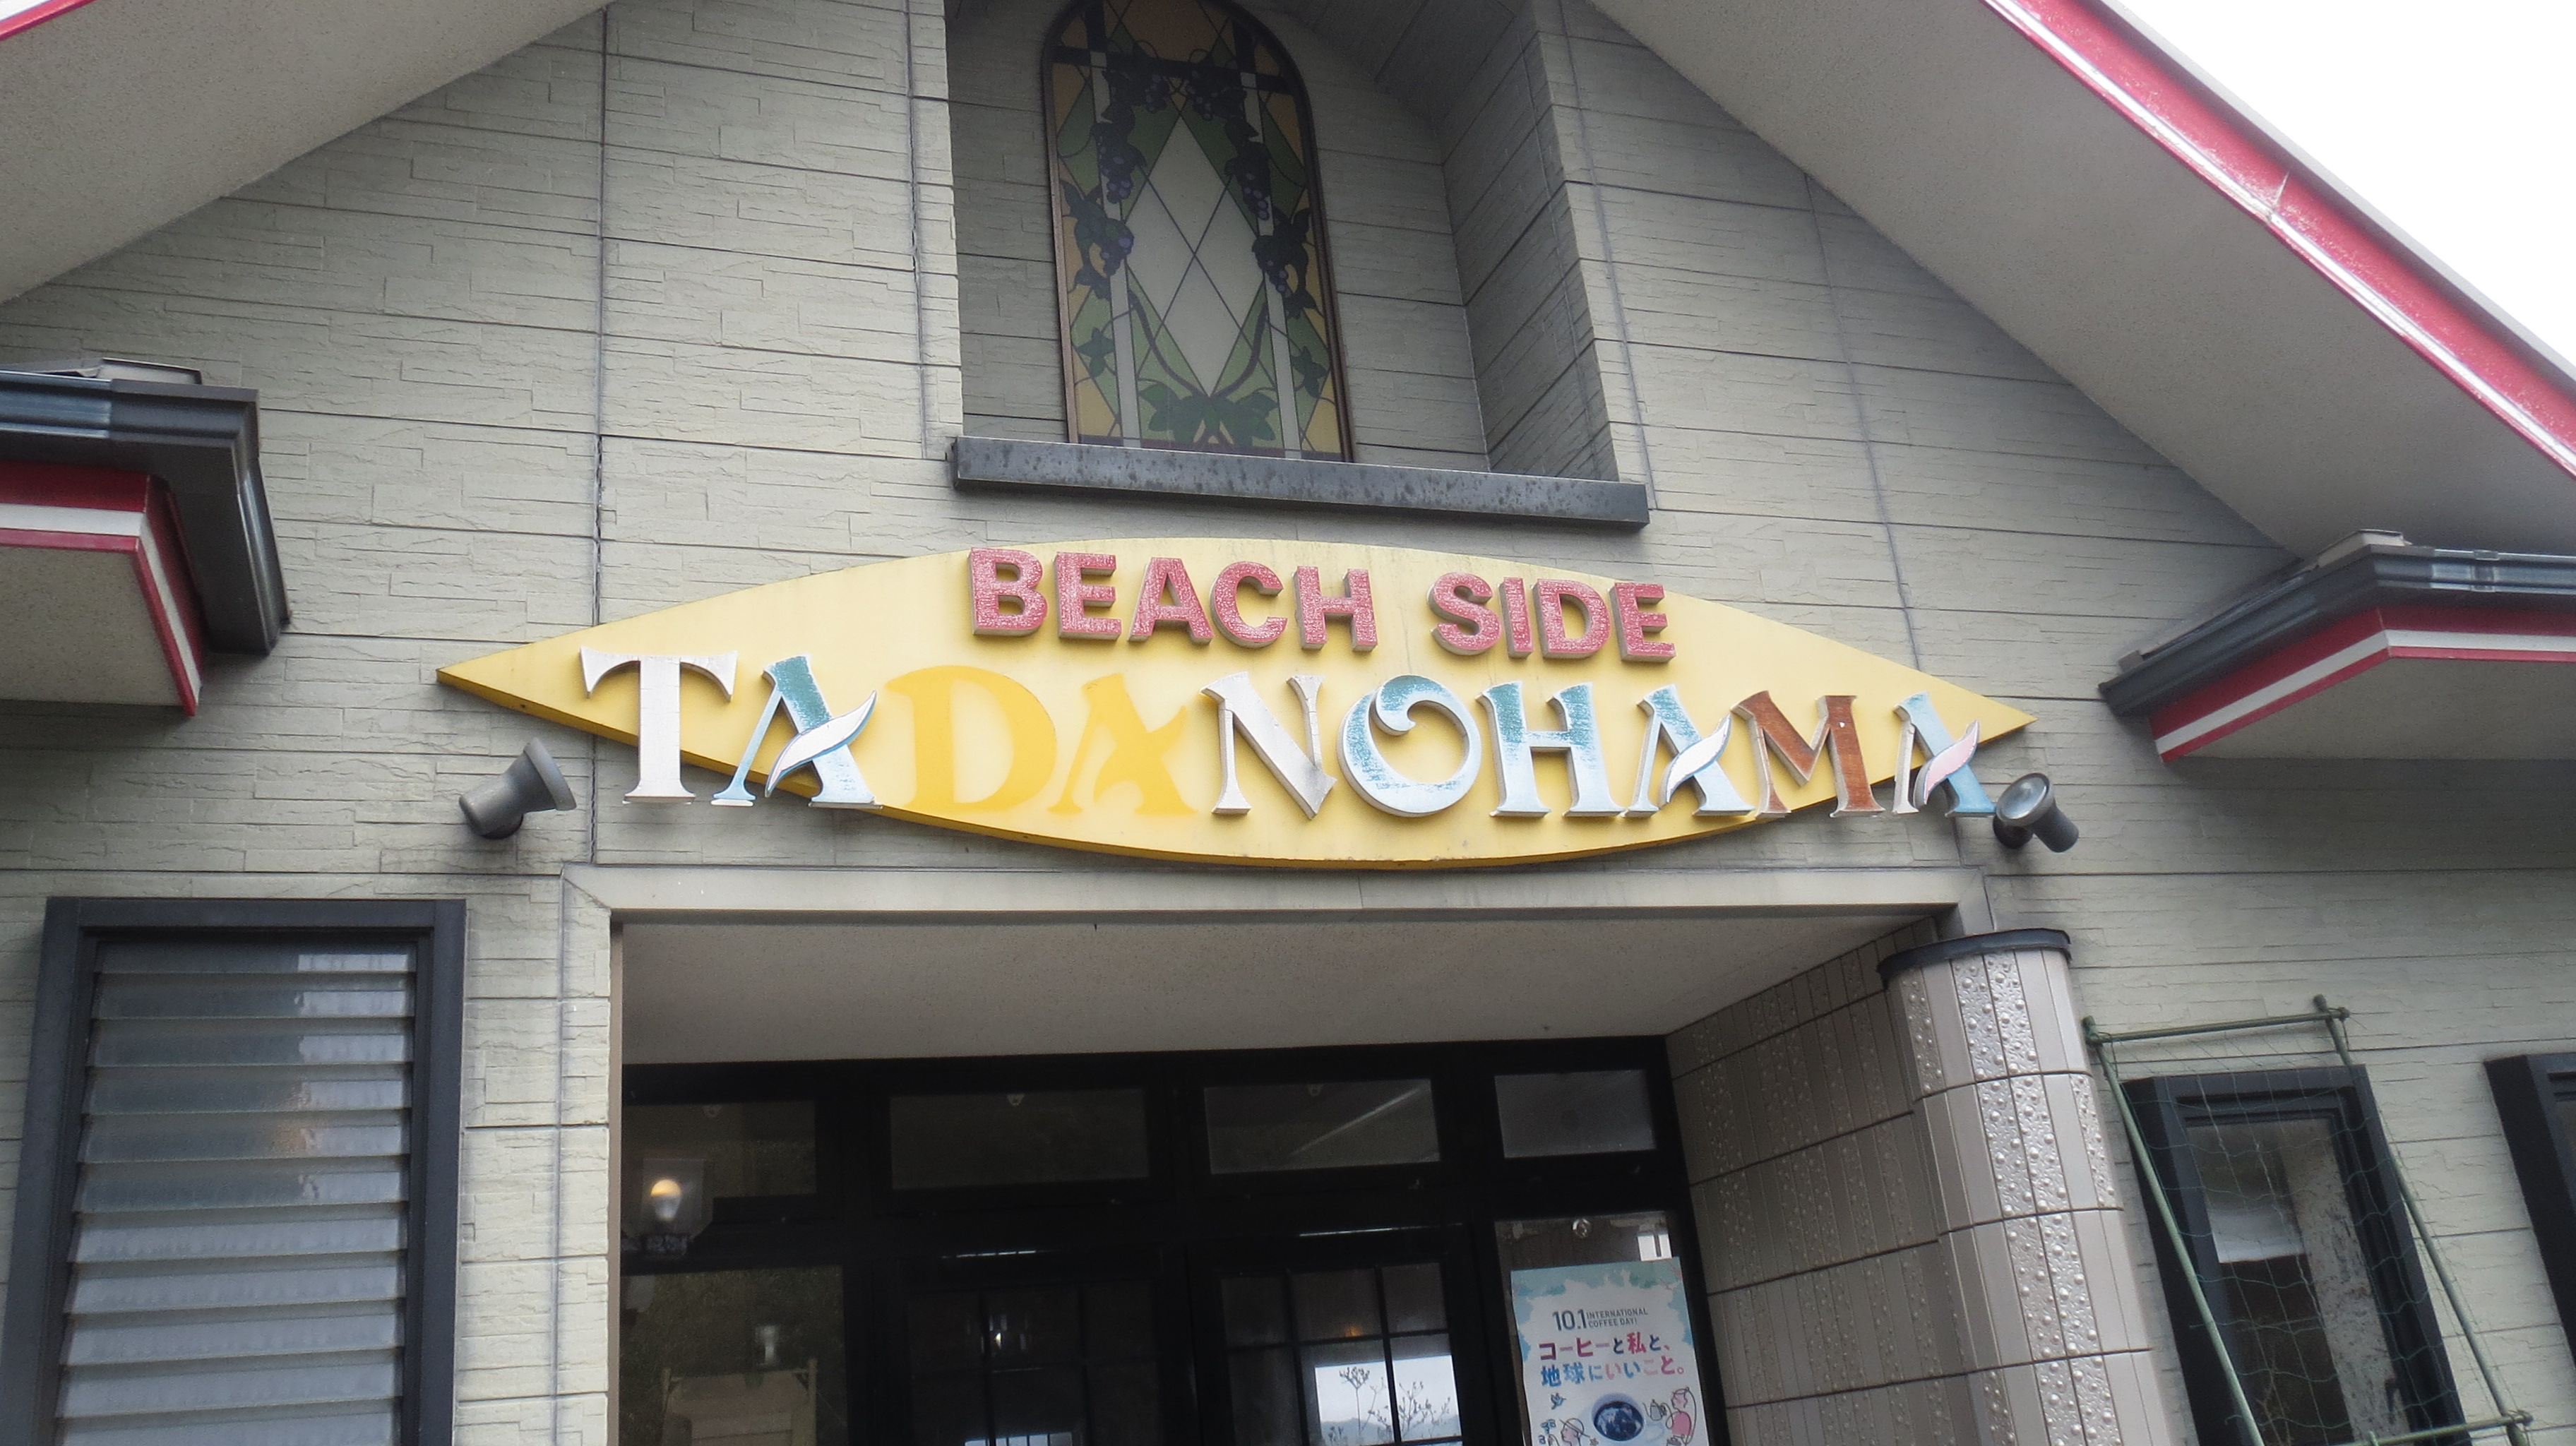 BEACH SIDE
TADANOHAMA
10.1 INTERNATIONAL
COFFEE DAY!
コーヒーと私と、
地球にいいこと。